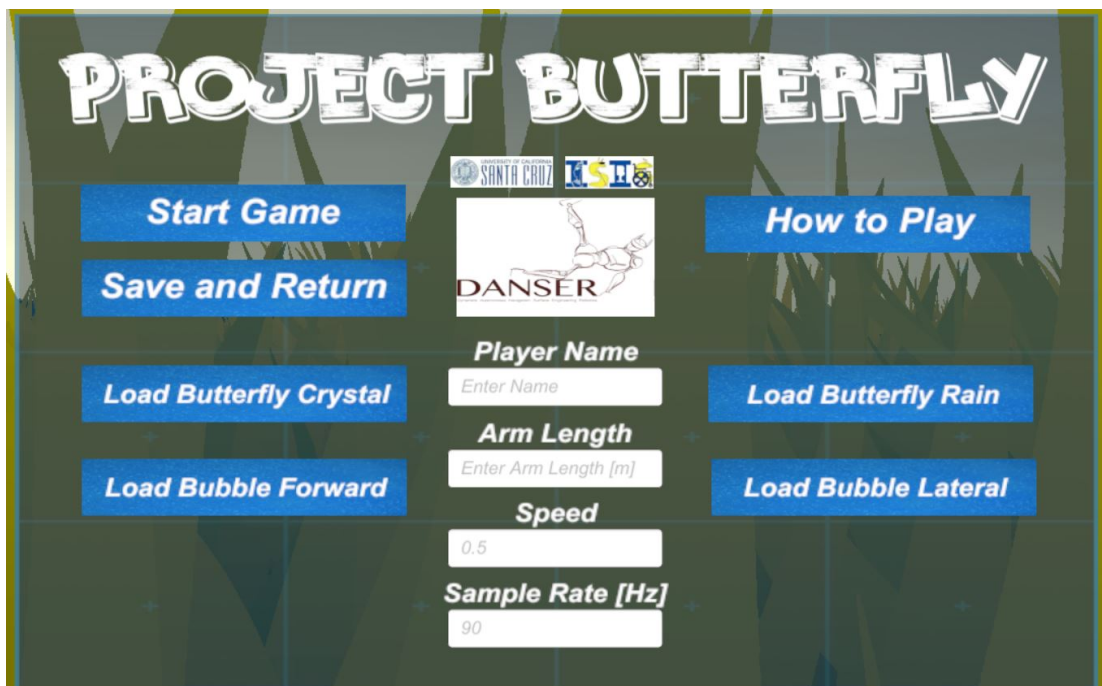 PROJECT BUTTERFLY
UNIVERSITY OF CALIFORNIA
SANTA CRUZ
Start Game
How to Play
Save and Return
DANSER
Player Name
Enter Name
Load Butterfly Crystal
Load Butterfly Rain
Arm Length
Enter Arm Length [m]
Load Bubble Forward
Load Bubble Lateral
Speed
0.5
Sample Rate [Hz]
90